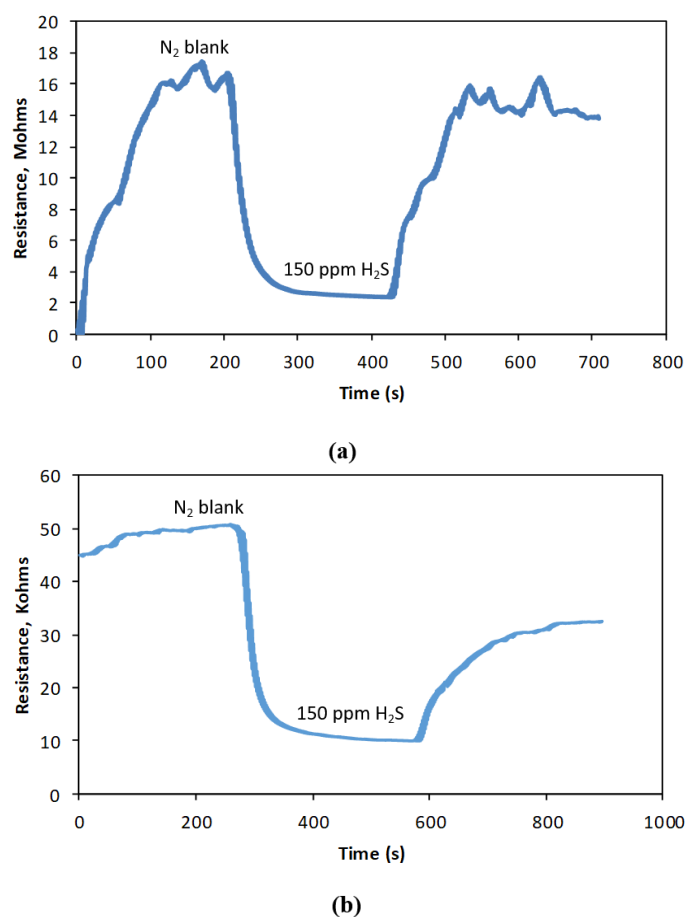 20
18
16
14
12
10
8
6
4
2
0
Resistance, Mohms
N₂ blank
150 ppm H₂S
0 100 200 300 400 500 600 700 800
Time (s)
(a)
60
50
40
30
20
10
0
Resistance, Kohms
N₂ blank
150 ppm H₂S
0 200 400 600 800 1000
Time (s)
(b)